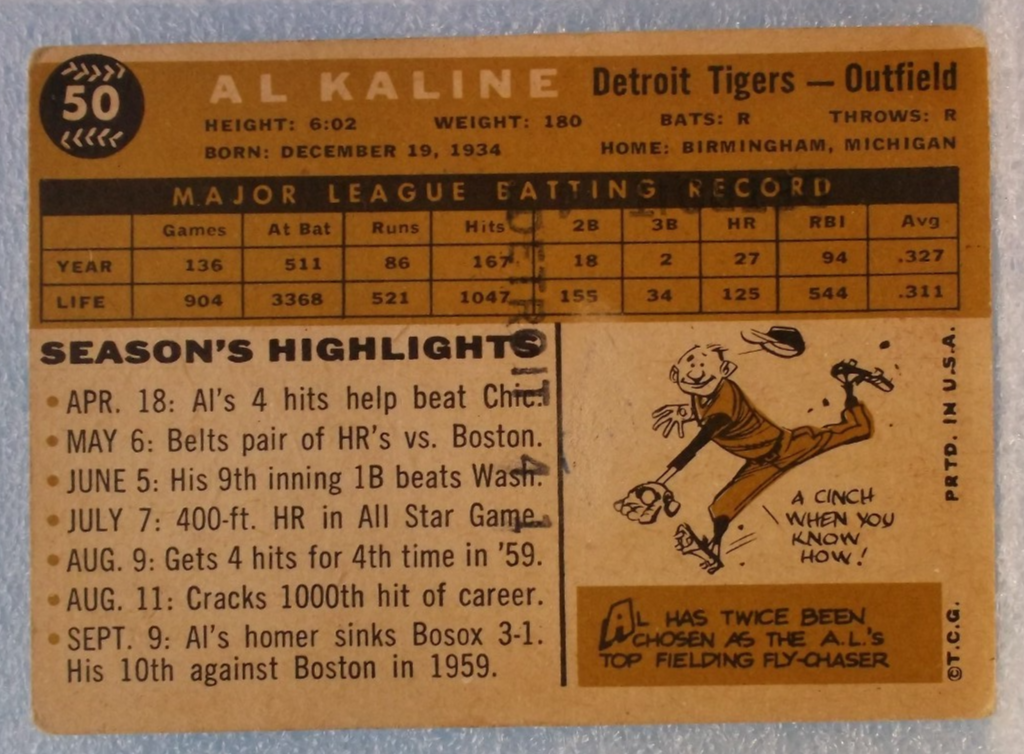 50
AL KALINE Detroit Tigers — Outfield
HEIGHT: 6:02 WEIGHT: 180 BATS: R THROWS: R
BORN: DECEMBER 19, 1934 HOME: BIRMINGHAM, MICHIGAN
MAJOR LEAGUE BATTING RECORD
Games At Bat Runs Hits 2B 3B HR RBI Avg
YEAR 136 511 86 167 18 2 27 94 .327
LIFE 904 3368 521 1047 155 34 125 544 .311
SEASON'S HIGHLIGHTS
• APR. 18: Al's 4 hits help beat Chic.
• MAY 6: Belts pair of HR's vs. Boston.
• JUNE 5: His 9th inning 1B beats Wash.
• JULY 7: 400-ft. HR in All Star Game.
• AUG. 9: Gets 4 hits for 4th time in '59.
• AUG. 11: Cracks 1000th hit of career.
• SEPT. 9: Al's homer sinks Bosox 3-1.
His 10th against Boston in 1959.
DETROIT 41
A CINCH
WHEN YOU
KNOW
HOW!
AL HAS TWICE BEEN
CHOSEN AS THE A.L.'S
TOP FIELDING FLY-CHASER
©T.C.G. PRTD. IN U.S.A.